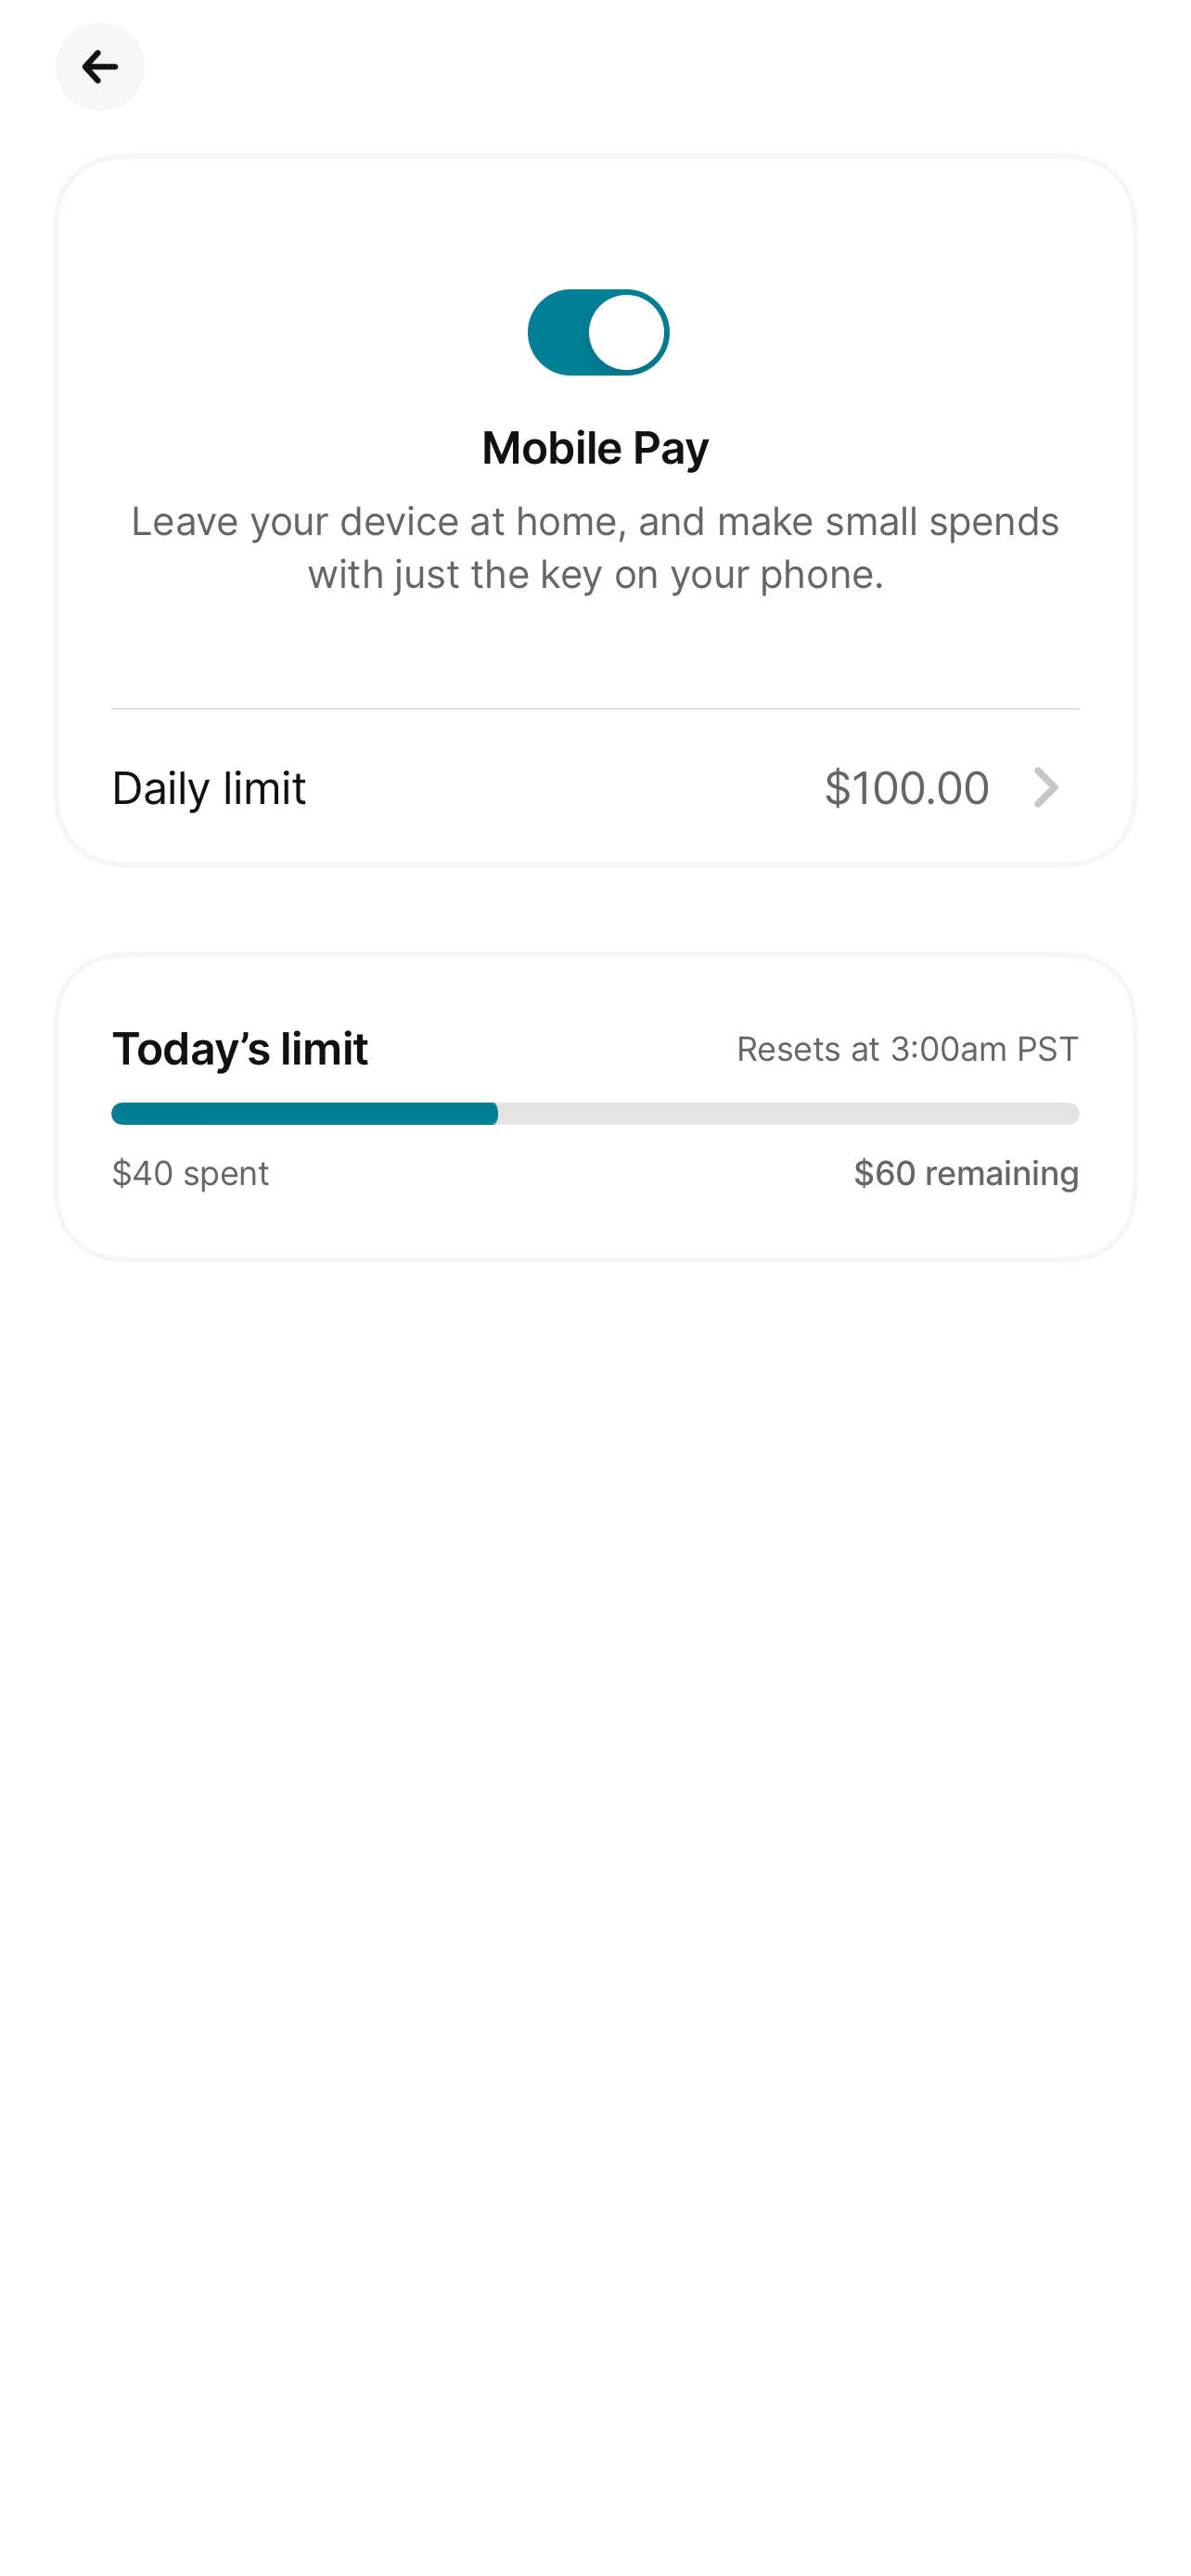 Mobile Pay
Leave your device at home, and make small spends
with just the key on your phone.
Daily limit $100.00
Today’s limit Resets at 3:00am PST
$40 spent $60 remaining